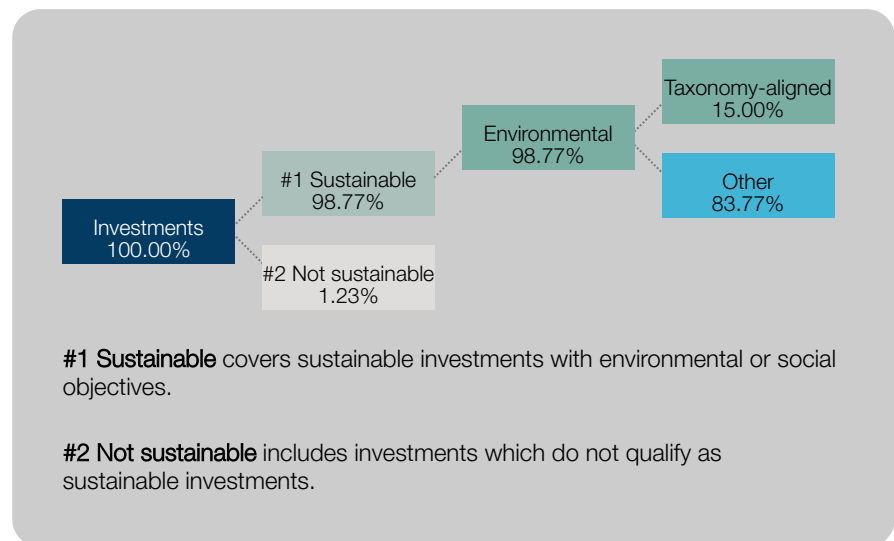 Taxonomy-aligned
15.00%
Environmental
98.77%
#1 Sustainable
98.77%
Other
83.77%
Investments
100.00%
#2 Not sustainable
1.23%
#1 Sustainable covers sustainable investments with environmental or social
objectives.
#2 Not sustainable includes investments which do not qualify as
sustainable investments.